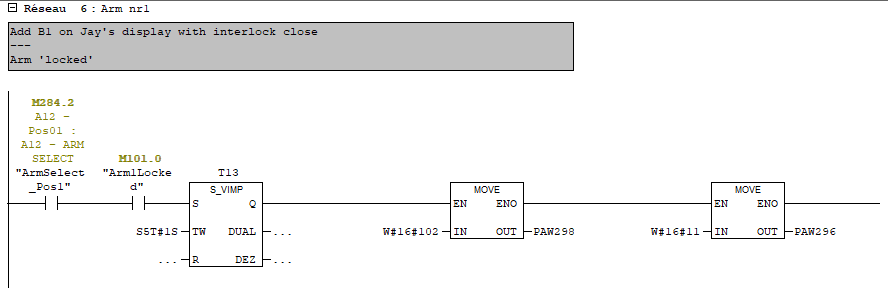 Réseau 6 : Arm nr1
Add B1 on Jay's display with interlock close
---
Arm 'locked'
M284.2
A12 -
Pos01 :
A12 - ARM
SELECT
"ArmSelect
_Pos1"
M101.0
"Arm1Locke
d"
T13
S_VIMP
S
Q
S5T#1S
TW
DUAL
...
...
R
DEZ
...
MOVE
EN
ENO
W#16#102
IN
OUT
PAW298
MOVE
EN
ENO
W#16#11
IN
OUT
PAW296